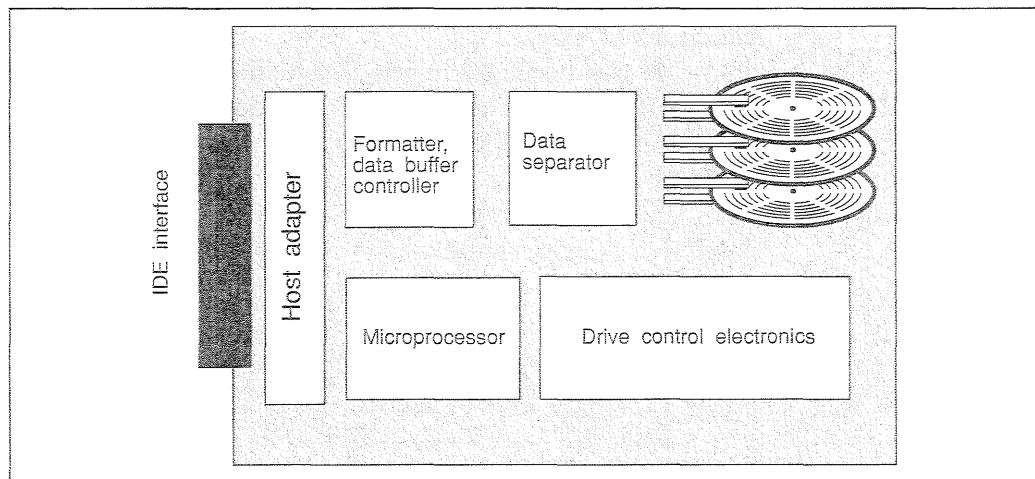 IDE interface
Host adapter
Formatter,
data buffer
controller
Data
separator
Microprocessor
Drive control electronics